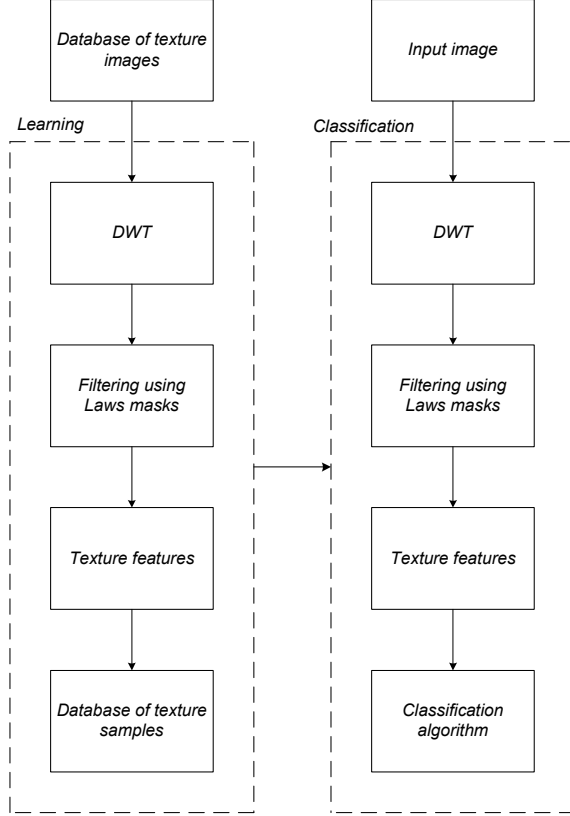 Database of texture
images
Input image
Learning
Classification
DWT
DWT
Filtering using
Laws masks
Filtering using
Laws masks
Texture features
Texture features
Database of texture
samples
Classification
algorithm